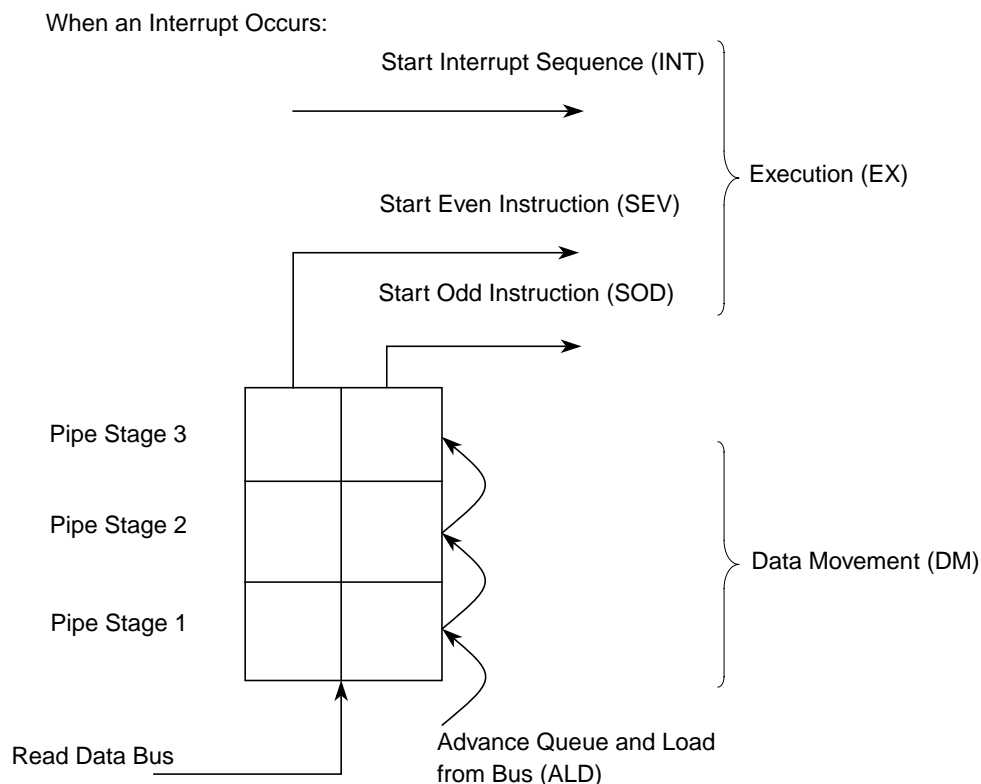 When an Interrupt Occurs:
Start Interrupt Sequence (INT)
Execution (EX)
Start Even Instruction (SEV)
Start Odd Instruction (SOD)
Pipe Stage 3
Pipe Stage 2
Data Movement (DM)
Pipe Stage 1
Read Data Bus
Advance Queue and Load
from Bus (ALD)